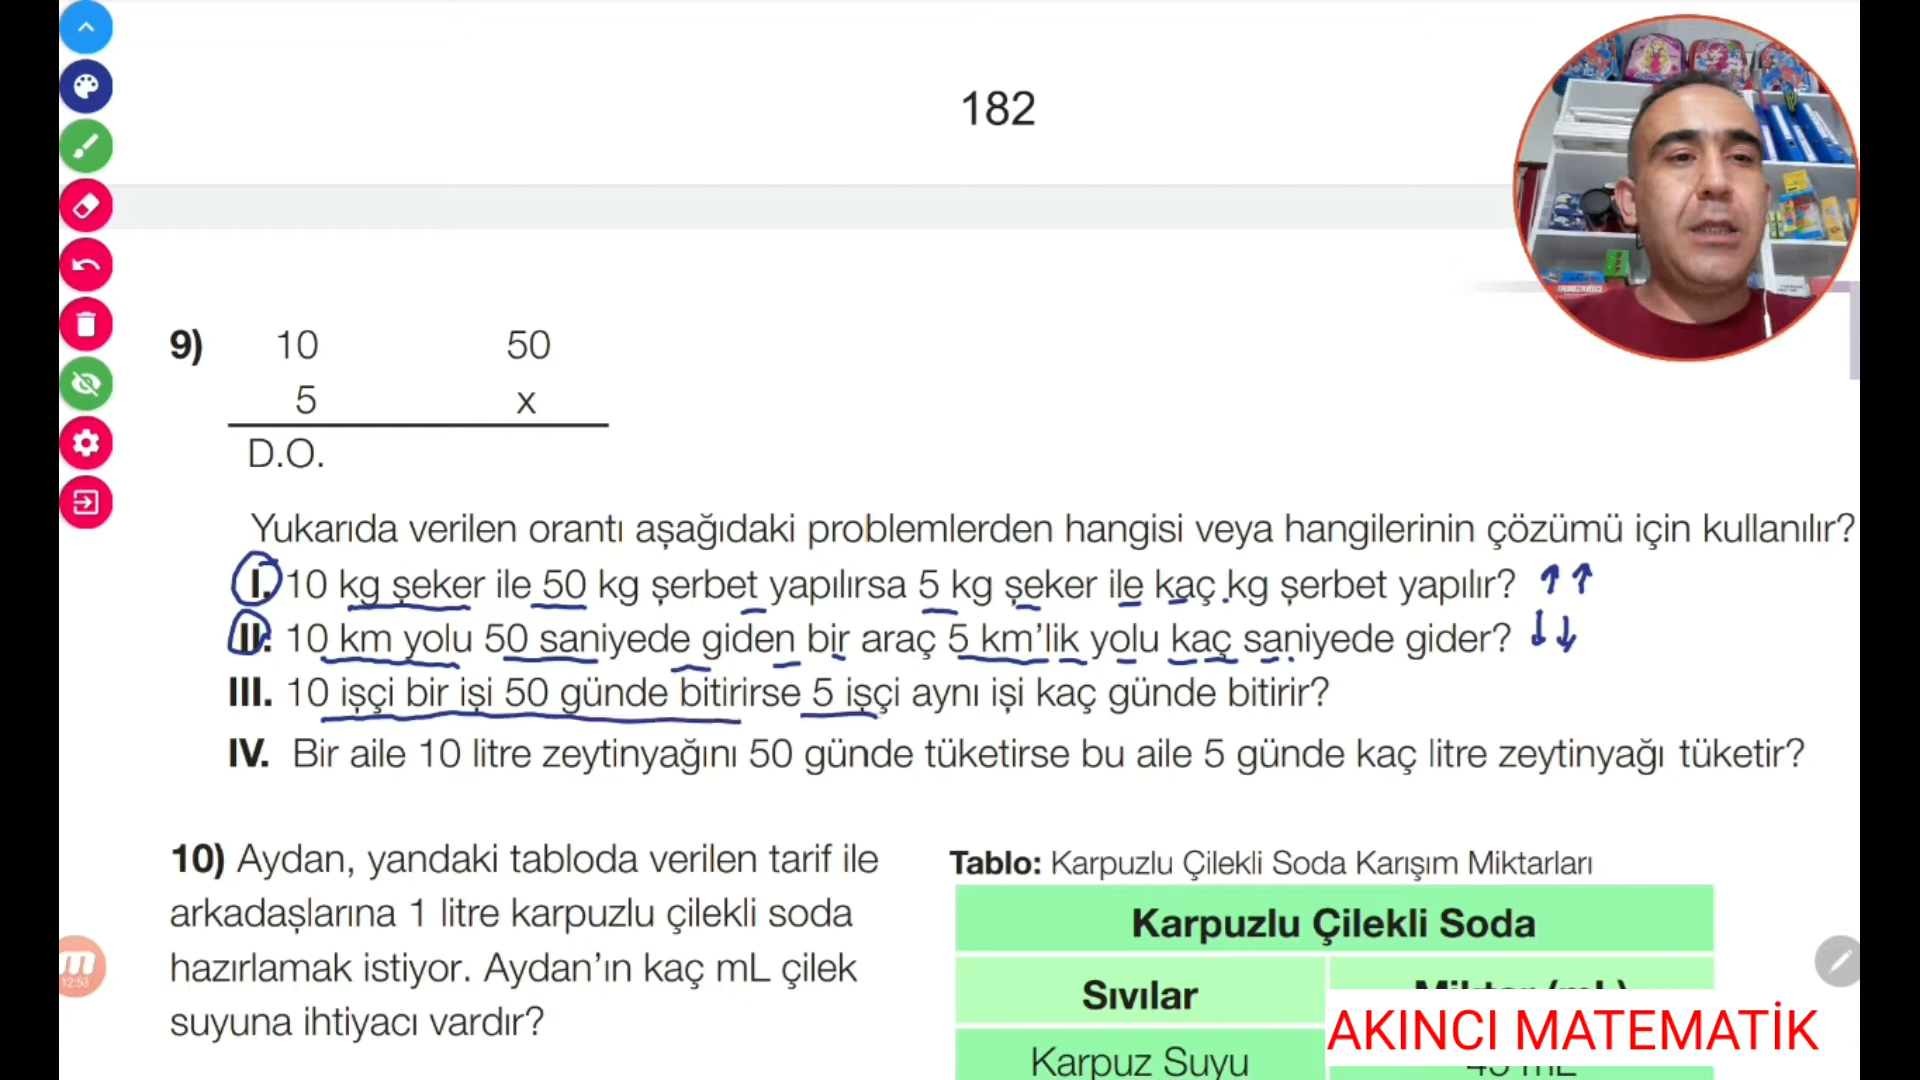 182
9) 10 50
5 x
D.O.
Yukarıda verilen orantı aşağıdaki problemlerden hangisi veya hangilerinin çözümü için kullanılır?
I. 10 kg şeker ile 50 kg şerbet yapılırsa 5 kg şeker ile kaç kg şerbet yapılır?
II. 10 km yolu 50 saniyede giden bir araç 5 km'lik yolu kaç saniyede gider?
III. 10 işçi bir işi 50 günde bitirirse 5 işçi aynı işi kaç günde bitirir?
IV. Bir aile 10 litre zeytinyağını 50 günde tüketirse bu aile 5 günde kaç litre zeytinyağı tüketir?
10) Aydan, yandaki tabloda verilen tarif ile
arkadaşlarına 1 litre karpuzlu çilekli soda
hazırlamak istiyor. Aydan'ın kaç mL çilek
suyuna ihtiyacı vardır?
Tablo: Karpuzlu Çilekli Soda Karışım Miktarları
Karpuzlu Çilekli Soda
Sıvılar
Karpuz Suyu
AKINCI MATEMATİK
12:53